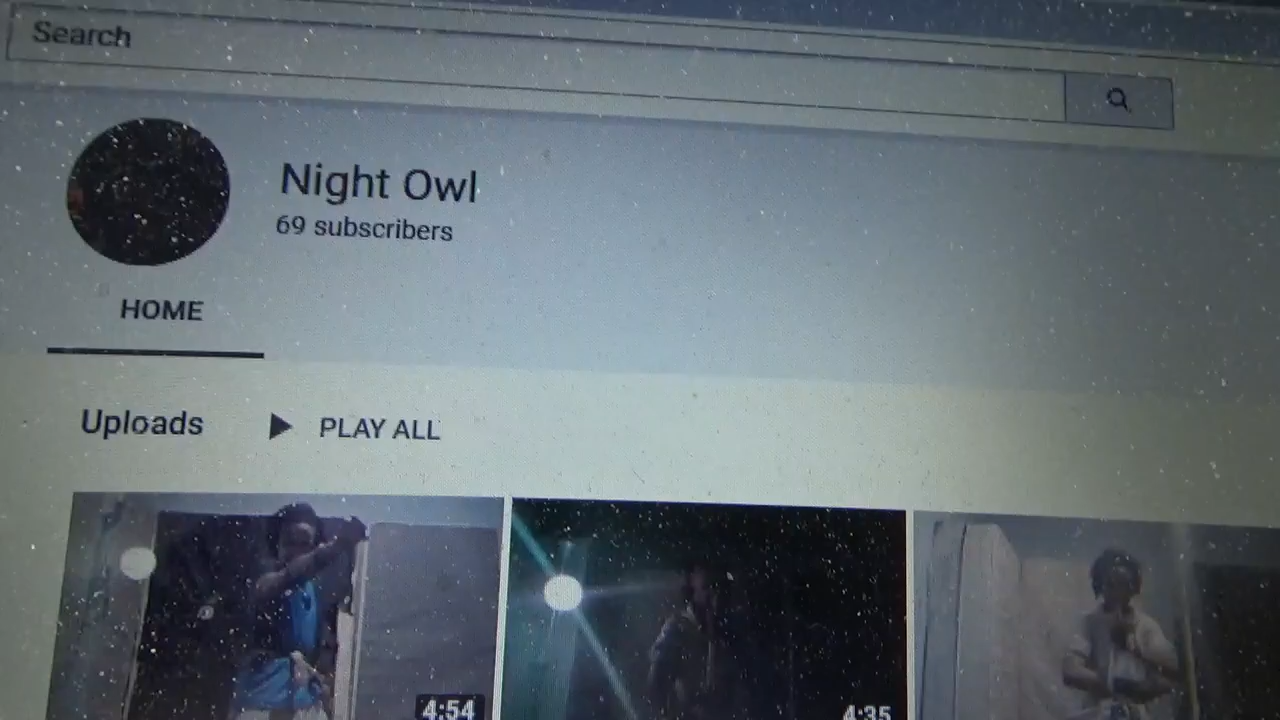 Search
Night Owl
69 subscribers
HOME
Uploads
PLAY ALL
4:54
4:35